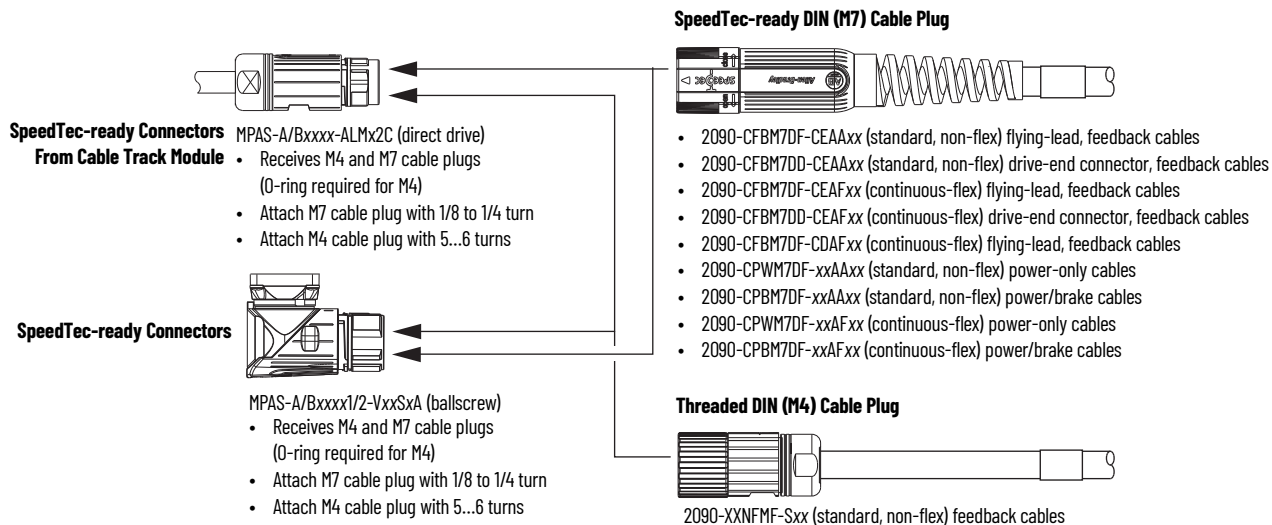 SpeedTec-ready DIN (M7) Cable Plug
SPEEDTEC
Allen-Bradley
AB
SpeedTec-ready Connectors
From Cable Track Module
MPAS-A/Bxxxx-ALMx2C (direct drive)
• Receives M4 and M7 cable plugs
(O-ring required for M4)
• Attach M7 cable plug with 1/8 to 1/4 turn
• Attach M4 cable plug with 5...6 turns
• 2090-CFBM7DF-CEAAxx (standard, non-flex) flying-lead, feedback cables
• 2090-CFBM7DD-CEAAxx (standard, non-flex) drive-end connector, feedback cables
• 2090-CFBM7DF-CEAFxx (continuous-flex) flying-lead, feedback cables
• 2090-CFBM7DD-CEAFxx (continuous-flex) drive-end connector, feedback cables
• 2090-CFBM7DF-CDAFxx (continuous-flex) flying-lead, feedback cables
• 2090-CPWM7DF-xxAAxx (standard, non-flex) power-only cables
• 2090-CPBM7DF-xxAAxx (standard, non-flex) power/brake cables
• 2090-CPWM7DF-xxAFxx (continuous-flex) power-only cables
• 2090-CPBM7DF-xxAFxx (continuous-flex) power/brake cables
SpeedTec-ready Connectors
MPAS-A/Bxxxx1/2-VxxSxA (ballscrew)
• Receives M4 and M7 cable plugs
(O-ring required for M4)
• Attach M7 cable plug with 1/8 to 1/4 turn
• Attach M4 cable plug with 5...6 turns
Threaded DIN (M4) Cable Plug
2090-XXNFMF-Sxx (standard, non-flex) feedback cables